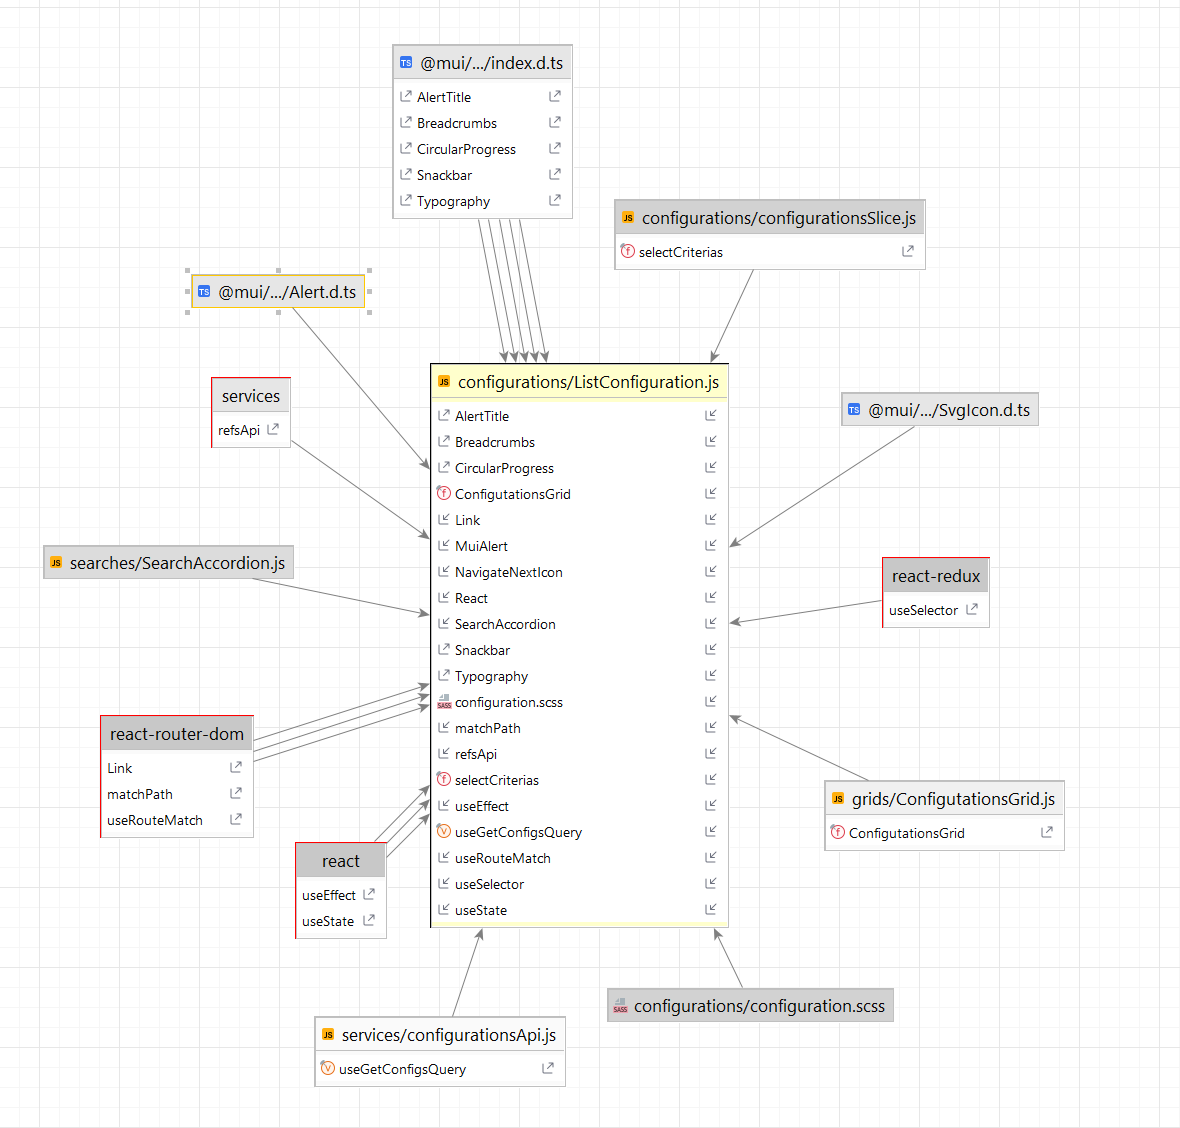 TS @mui/.../index.d.ts
AlertTitle
Breadcrumbs
CircularProgress
Snackbar
Typography
JS configurations/configurationsSlice.js
f selectCriterias
TS @mui/.../Alert.d.ts
services
refsApi
JS configurations/ListConfiguration.js
AlertTitle
Breadcrumbs
CircularProgress
f ConfigutationsGrid
Link
MuiAlert
NavigateNextIcon
React
SearchAccordion
Snackbar
Typography
SASS configuration.scss
matchPath
refsApi
f selectCriterias
useEffect
V useGetConfigsQuery
useRouteMatch
useSelector
useState
TS @mui/.../SvgIcon.d.ts
JS searches/SearchAccordion.js
react-redux
useSelector
react-router-dom
Link
matchPath
useRouteMatch
JS grids/ConfigutationsGrid.js
f ConfigutationsGrid
react
useEffect
useState
SASS configurations/configuration.scss
JS services/configurationsApi.js
V useGetConfigsQuery